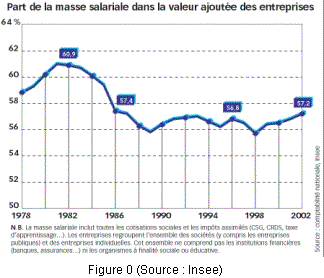 Part de la masse salariale dans la valeur ajoutée des entreprises
64 %
62
60
58
56
54
52
50
60,9
57,4
56,8
57,2
1978 1982 1986 1990 1994 1998 2002
Source : comptabilité nationale, Insee
N.B. La masse salariale inclut toutes les cotisations sociales et les impôts assimilés (CSG, CRDS, taxe
d'apprentissage...). Les entreprises regroupent l'ensemble des sociétés (y compris les entreprises
publiques) et des entreprises individuelles. Cet ensemble ne comprend pas les institutions financières
(banques, assurances...) ni les organismes à finalité sociale ou éducative.
Figure 0 (Source : Insee)